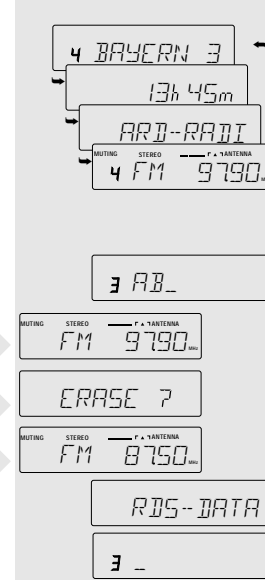 4 BAYERN 3
13h 45m
ARD-RADI
MUTING STEREO ANTENNA
4 FM 9790.
3 AB_
MUTING STEREO ANTENNA
FM 9790. MHz
ERASE ?
MUTING STEREO ANTENNA
FM 8750. MHz
RDS-DATA
3 _